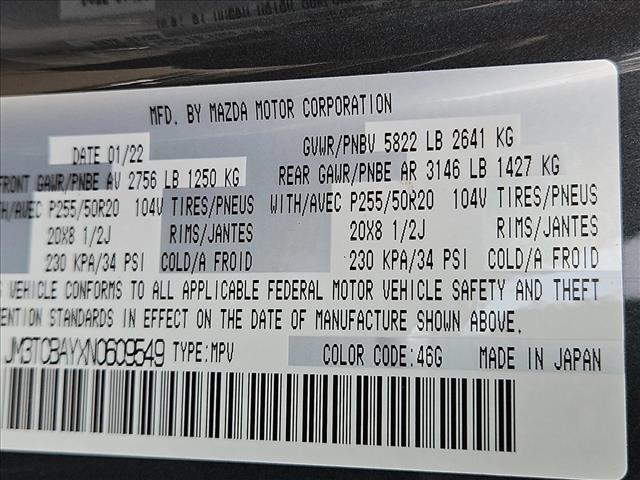 MFD. BY MAZDA MOTOR CORPORATION
DATE 01/22 GVWR/PNBV 5822 LB 2641 KG
FRONT GAWR/PNBE AV 2756 LB 1250 KG REAR GAWR/PNBE AR 3146 LB 1427 KG
TH/AVEC P255/50R20 104V TIRES/PNEUS WITH/AVEC P255/50R20 104V TIRES/PNEUS
20X8 1/2J RIMS/JANTES 20X8 1/2J RIMS/JANTES
230 KPA/34 PSI COLD/A FROID 230 KPA/34 PSI COLD/A FROID
S VEHICLE CONFORMS TO ALL APPLICABLE FEDERAL MOTOR VEHICLE SAFETY AND THEFT
ENTION STANDARDS IN EFFECT ON THE DATE OF MANUFACTURE SHOWN ABOVE.
JM3TCBAYXN0609549 TYPE:MPV COLOR CODE:46G MADE IN JAPAN